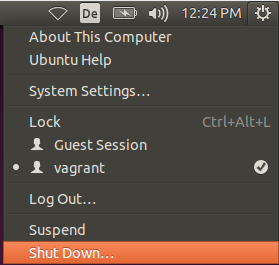 De 12:24 PM
About This Computer
Ubuntu Help
System Settings…
Lock Ctrl+Alt+L
Guest Session
vagrant
Log Out…
Suspend
Shut Down…